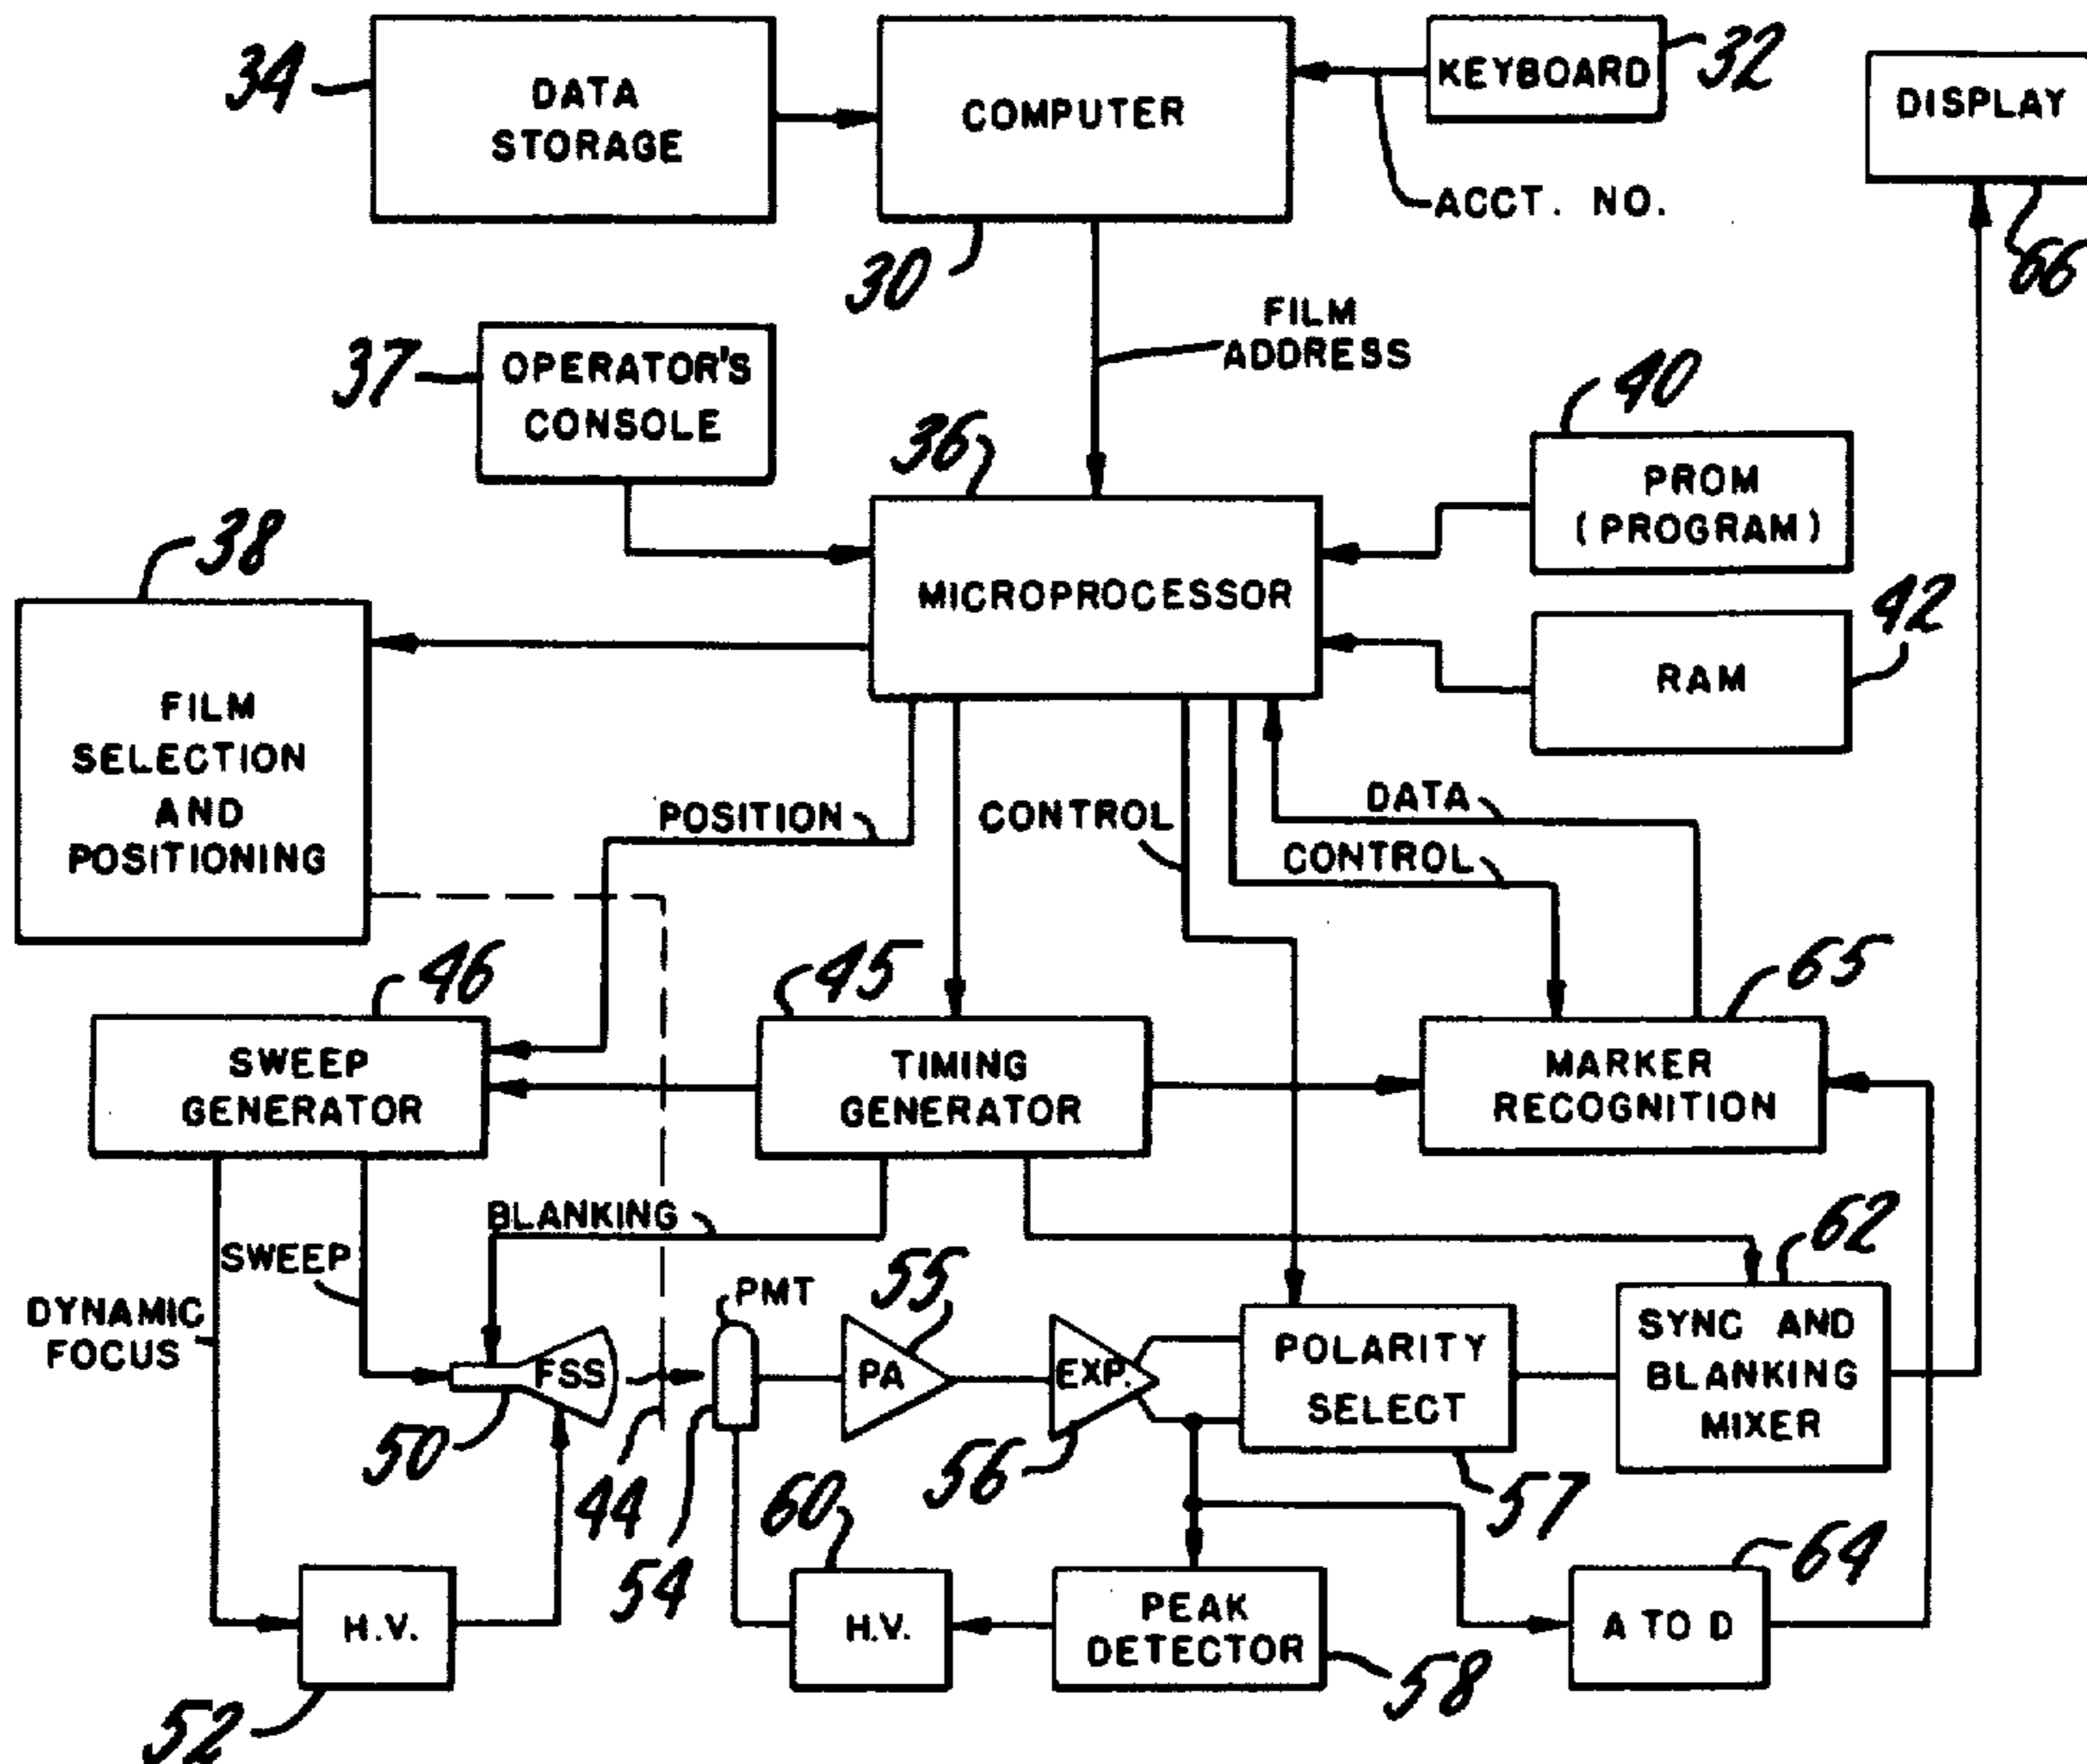 34
DATA
STORAGE
COMPUTER
30
KEYBOARD
32
ACCT. NO.
DISPLAY
66
FILM
ADDRESS
37
OPERATOR'S
CONSOLE
36
MICROPROCESSOR
40
PROM
(PROGRAM)
42
RAM
38
FILM
SELECTION
AND
POSITIONING
POSITION
CONTROL
DATA
CONTROL
46
SWEEP
GENERATOR
45
TIMING
GENERATOR
65
MARKER
RECOGNITION
BLANKING
SWEEP
DYNAMIC
FOCUS
FSS
50
44
PMT
54
PA
55
EXP.
56
POLARITY
SELECT
57
62
SYNC AND
BLANKING
MIXER
H.V.
52
60
H.V.
PEAK
DETECTOR
58
64
A TO D